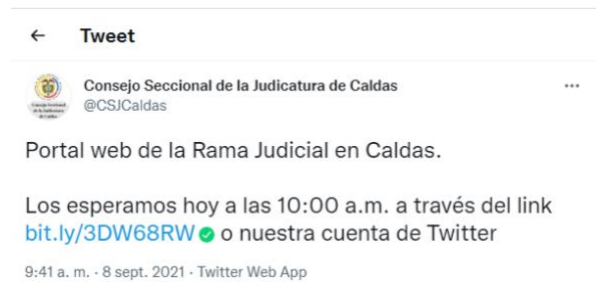 ← Tweet
Consejo Seccional de la Judicatura de Caldas
@CSJCaldas
Portal web de la Rama Judicial en Caldas.
Los esperamos hoy a las 10:00 a.m. a través del link
bit.ly/3DW68RW o nuestra cuenta de Twitter
9:41 a. m. · 8 sept. 2021 · Twitter Web App